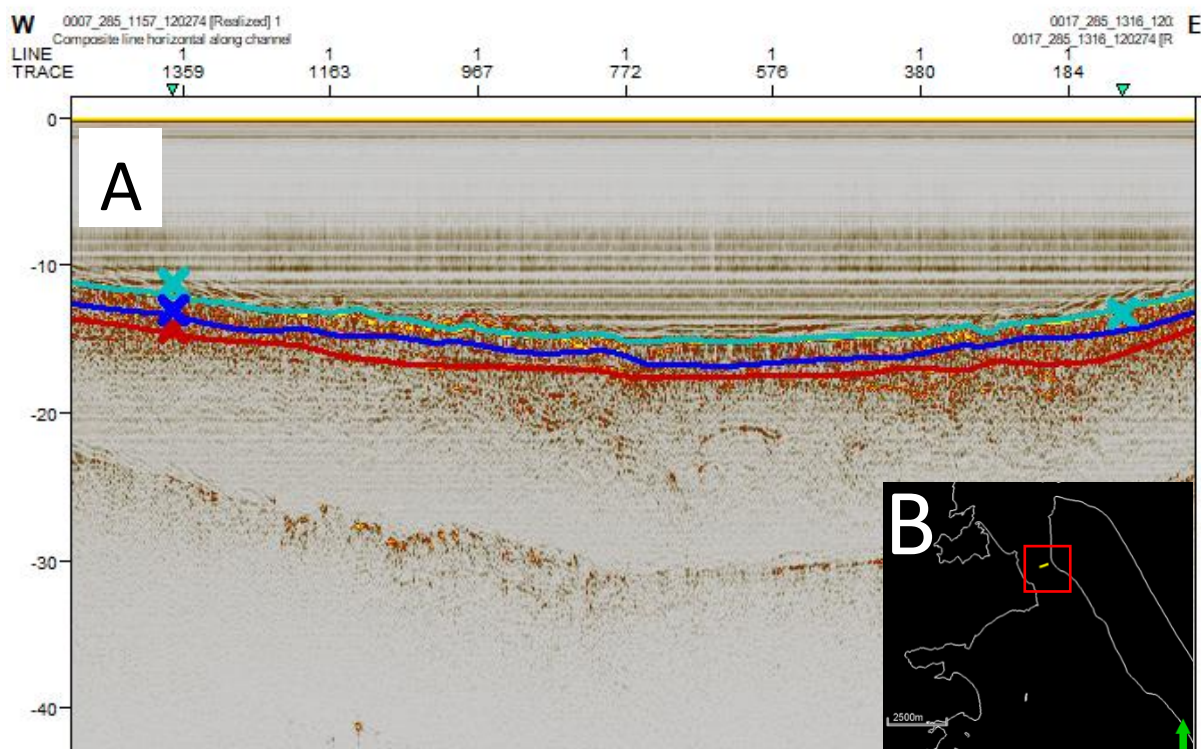 W 0007_285_1157_120274 [Realized] 1 0017_285_1316_120: E
Composite line horizontal along channel 0017_285_1316_120274 [R
LINE 1 1 1 1 1 1 1
TRACE 1359 1163 967 772 576 380 184
0
A
-10
-20
B
-30
-40
2500m